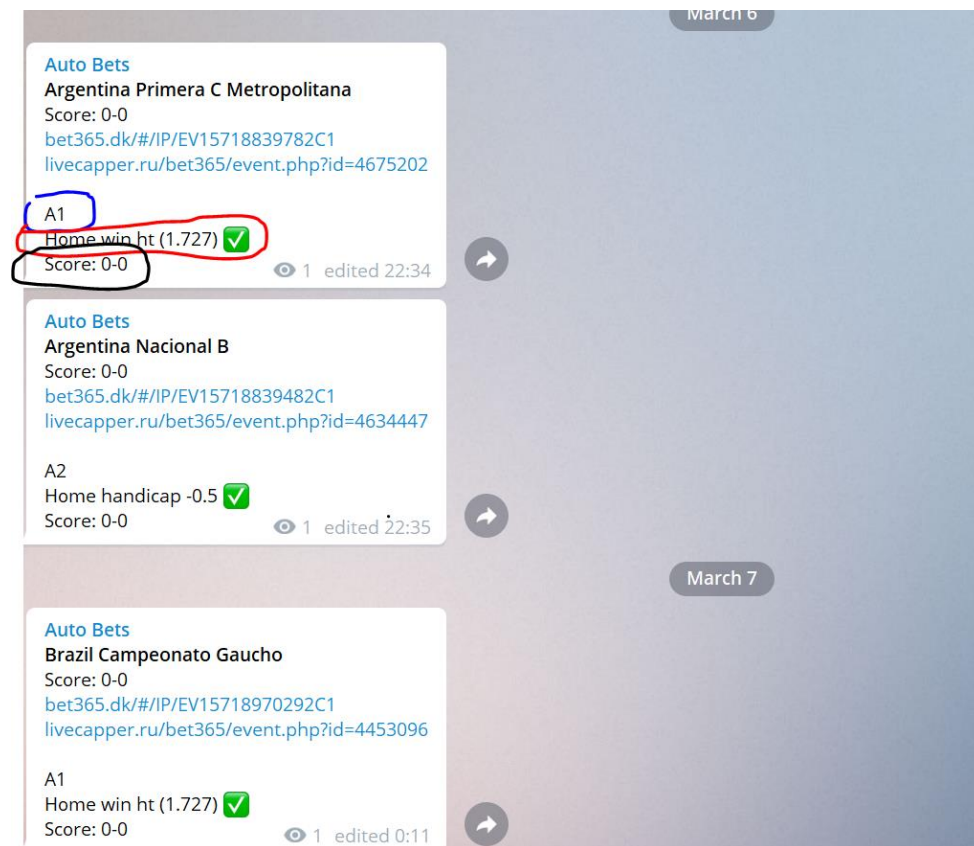 March 6
Auto Bets
Argentina Primera C Metropolitana
Score: 0-0
bet365.dk/#/IP/EV15718839782C1
livecapper.ru/bet365/event.php?id=4675202
A1
Home win ht (1.727) ✅
Score: 0-0
1 edited 22:34
Auto Bets
Argentina Nacional B
Score: 0-0
bet365.dk/#/IP/EV15718839482C1
livecapper.ru/bet365/event.php?id=4634447
A2
Home handicap -0.5 ✅
Score: 0-0
1 edited 22:35
March 7
Auto Bets
Brazil Campeonato Gaucho
Score: 0-0
bet365.dk/#/IP/EV15718970292C1
livecapper.ru/bet365/event.php?id=4453096
A1
Home win ht (1.727) ✅
Score: 0-0
1 edited 0:11